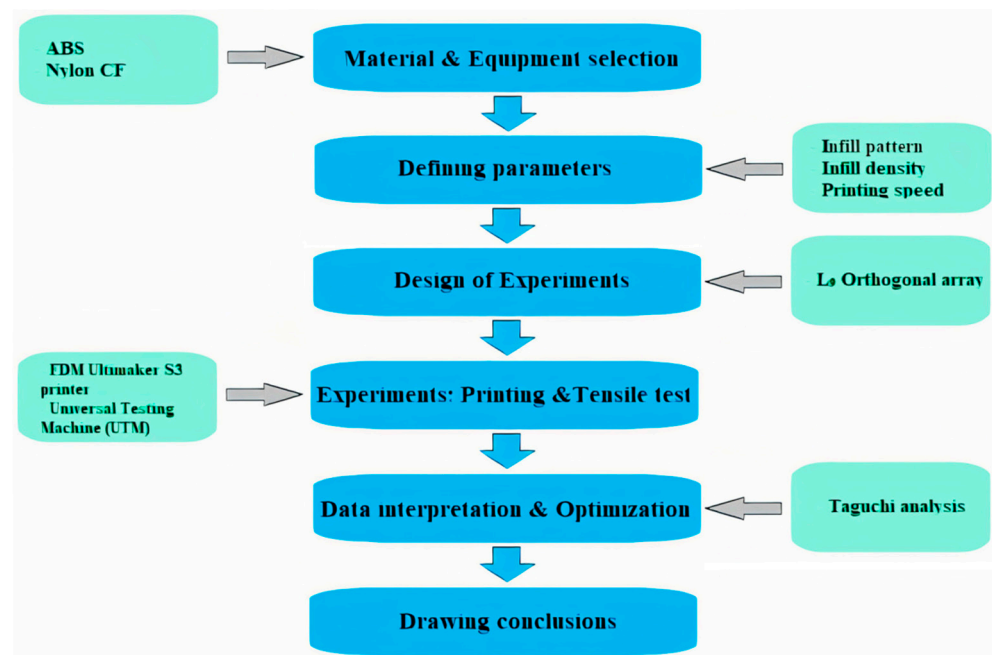 ABS
Nylon CF
Material & Equipment selection
Defining parameters
Infill pattern
Infill density
Printing speed
Design of Experiments
L₉ Orthogonal array
FDM Ultimaker S3
printer
Universal Testing
Machine (UTM)
Experiments: Printing &Tensile test
Data interpretation & Optimization
Taguchi analysis
Drawing conclusions